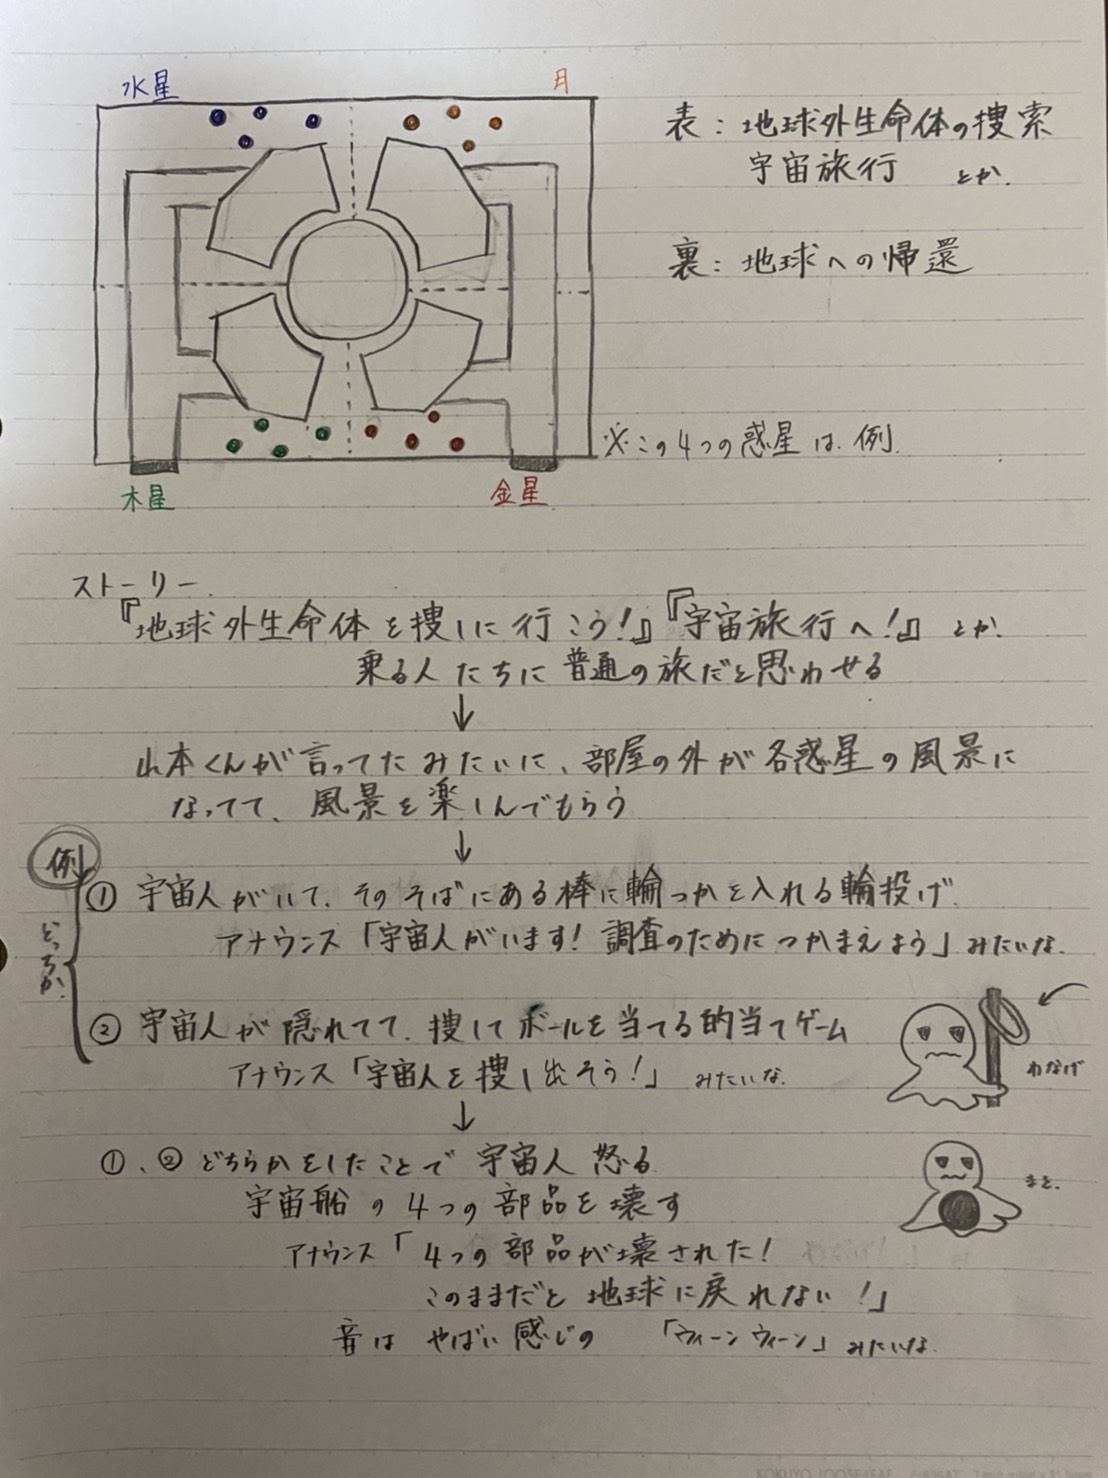 水星
月
表：地球外生命体の捜索
宇宙旅行 とか.
裏：地球への帰還
※この4つの惑星は.例.
木星
金星
ストーリー.
『地球外生命体を捜しに行こう!』『宇宙旅行へ!』とか.
乗る人たちに普通の旅だと思わせる
↓
山本くんが言ってたみたいに、部屋の外が各惑星の風景に
なってて、風景を楽しんでもらう
↓
例
どっちか.
① 宇宙人がいて、そのそばにある棒に輪っかを入れる輪投げ.
アナウンス「宇宙人がいます! 調査のためにつかまえよう」みたいな.
② 宇宙人が隠れてて、捜してボールを当てる的当てゲーム
アナウンス「宇宙人を捜し出そう!」みたいな.
わなげ
↓
①、② どちらかをしたことで宇宙人怒る.
まと.
宇宙船の4つの部品を壊す
アナウンス「4つの部品が壊された!
このままだと地球に戻れない!」
音はやばい感じの「ウィーンウィーン」みたいな.